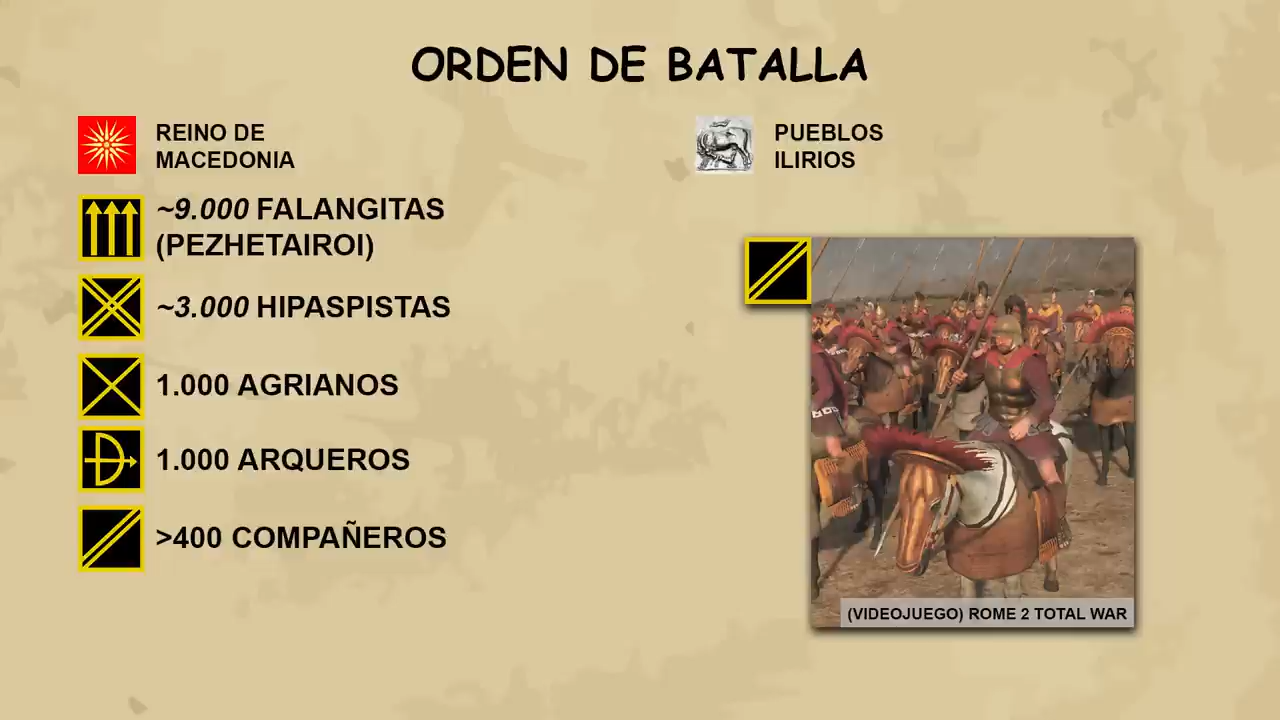 ORDEN DE BATALLA
REINO DE
MACEDONIA
~9.000 FALANGITAS
(PEZHETAIROI)
~3.000 HIPASPISTAS
1.000 AGRIANOS
1.000 ARQUEROS
>400 COMPAÑEROS
PUEBLOS
ILIRIOS
(VIDEOJUEGO) ROME 2 TOTAL WAR